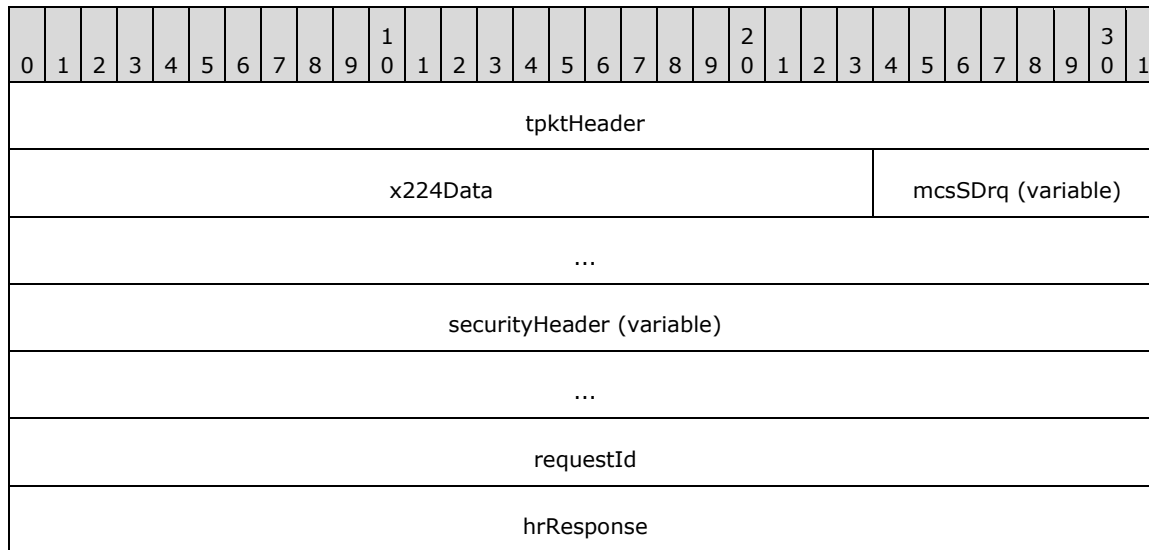 1 2 3
0 1 2 3 4 5 6 7 8 9 0 1 2 3 4 5 6 7 8 9 0 1 2 3 4 5 6 7 8 9 0 1
tpktHeader
x224Data mcsSDrq (variable)
...
securityHeader (variable)
...
requestId
hrResponse